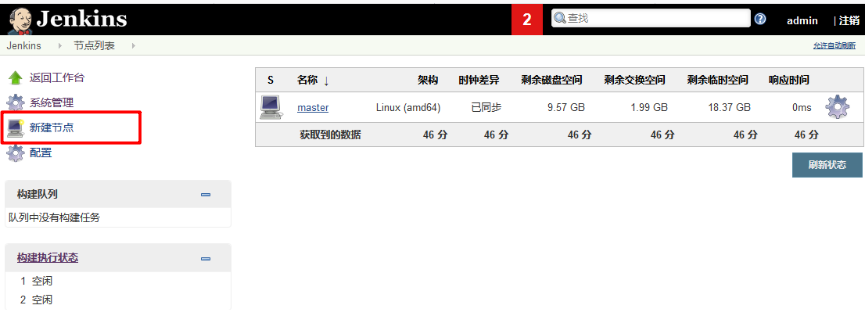 Jenkins 2 查找 admin | 注销
Jenkins 节点列表 允许自动刷新
返回工作台
系统管理
新建节点
配置
S 名称 ↓ 架构 时钟差异 剩余磁盘空间 剩余交换空间 剩余临时空间 响应时间
master Linux (amd64) 已同步 9.57 GB 1.99 GB 18.37 GB 0ms
获取到的数据 46 分 46 分 46 分 46 分 46 分 46 分
刷新状态
构建队列
队列中没有构建任务
构建执行状态
1 空闲
2 空闲